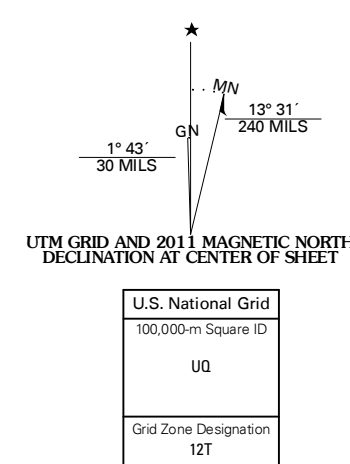 ★
MN
GN
13° 31´
240 MILS
1° 43´
30 MILS
UTM GRID AND 2011 MAGNETIC NORTH
DECLINATION AT CENTER OF SHEET
U.S. National Grid
100,000-m Square ID
UQ
Grid Zone Designation
12T